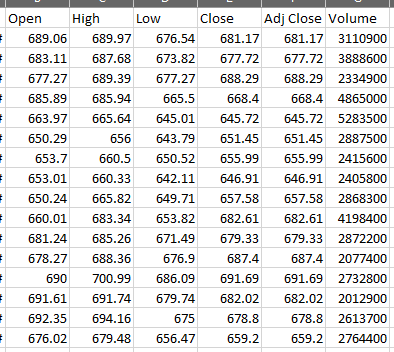 Open High Low Close Adj Close Volume
# 689.06 689.97 676.54 681.17 681.17 3110900
# 683.11 687.68 673.82 677.72 677.72 3888600
# 677.27 689.39 677.27 688.29 688.29 2334900
# 685.89 685.94 665.5 668.4 668.4 4865000
# 663.97 665.64 645.01 645.72 645.72 5283500
# 650.29 656 643.79 651.45 651.45 2887500
# 653.7 660.5 650.52 655.99 655.99 2415600
# 653.01 660.33 642.11 646.91 646.91 2405800
# 650.24 665.82 649.71 657.58 657.58 2868300
# 660.01 683.34 653.82 682.61 682.61 4198400
# 681.24 685.26 671.49 679.33 679.33 2872200
# 678.27 688.36 676.9 687.4 687.4 2077400
# 690 700.99 686.09 691.69 691.69 2732800
# 691.61 691.74 679.74 682.02 682.02 2012900
# 692.35 694.16 675 678.8 678.8 2613700
# 676.02 679.48 656.47 659.2 659.2 2764400